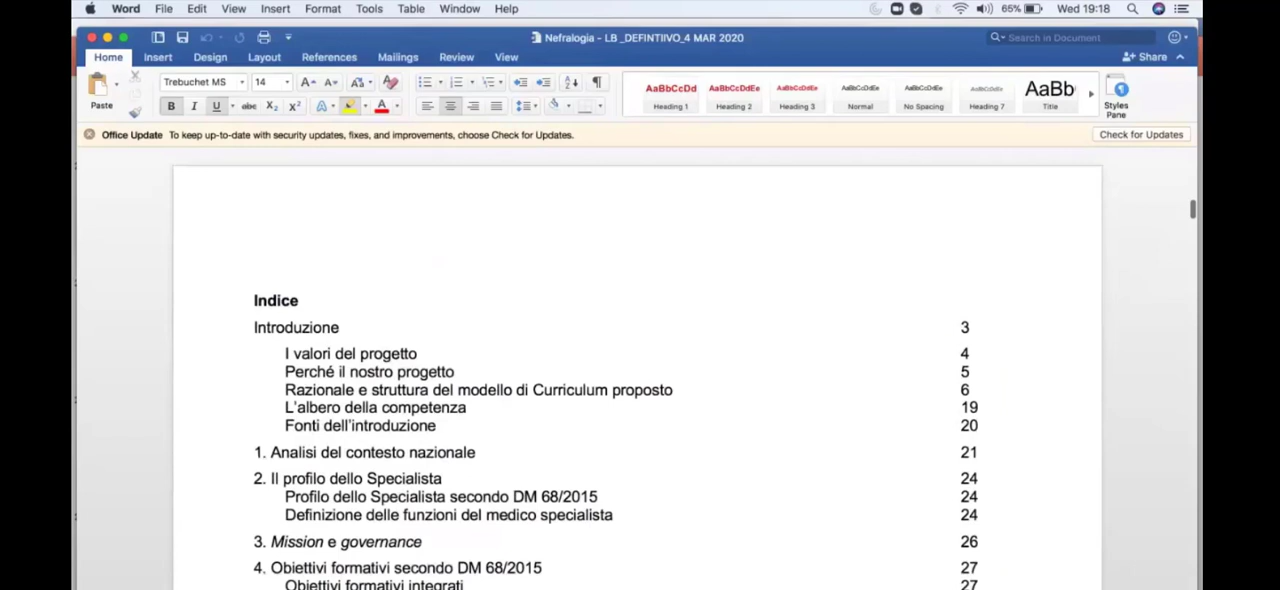 Word File Edit View Insert Format Tools Table Window Help 65% Wed 19:18
Nefralogia - LB _DEFINTIIVO_4 MAR 2020 Search in Document
Home Insert Design Layout References Mailings Review View Share
Paste Trebuchet MS 14
AaBbCcDd AaBbCcDdEe AaBbCcDdEe AaBbCcDdEe AaBbCcDdEe AaBbCcDdEe AaBb(
Heading 1 Heading 2 Heading 3 Normal No Spacing Heading 7 Title Styles Pane
B I U abc X₂ X² A A
Office Update To keep up-to-date with security updates, fixes, and improvements, choose Check for Updates. Check for Updates
Indice
Introduzione 3
I valori del progetto 4
Perché il nostro progetto 5
Razionale e struttura del modello di Curriculum proposto 6
L'albero della competenza 19
Fonti dell'introduzione 20
1. Analisi del contesto nazionale 21
2. Il profilo dello Specialista 24
Profilo dello Specialista secondo DM 68/2015 24
Definizione delle funzioni del medico specialista 24
3. Mission e governance 26
4. Obiettivi formativi secondo DM 68/2015 27
Obiettivi formativi integrati 27